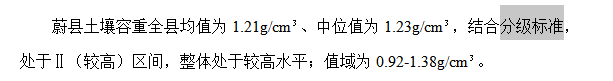 蔚县土壤容重全县均值为 1.21g/cm³、中位值为 1.23g/cm³，结合分级标准，
处于Ⅱ（较高）区间，整体处于较高水平；值域为 0.92-1.38g/cm³。